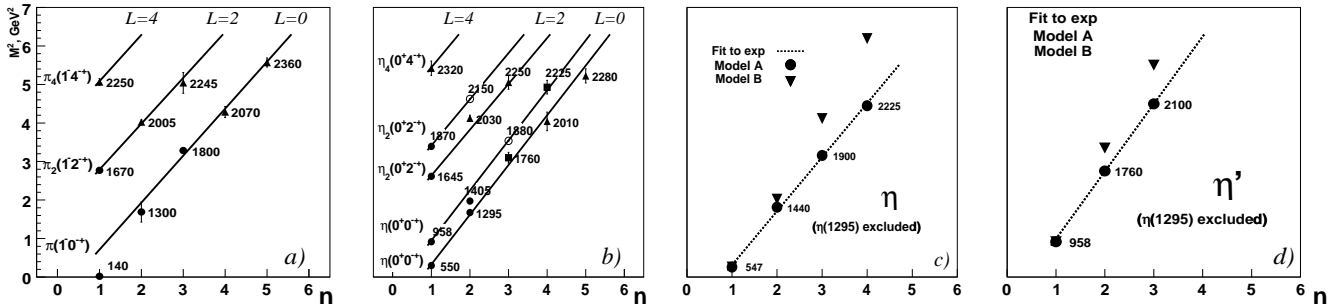 M², GeV²
7
6
5
4
3
2
1
0
L=4 L=2 L=0
π₄(1⁻4⁻⁺) 2250 2245 2360
2005 2070
π₂(1⁻2⁻⁺) 1670 1800
1300
π(1⁻0⁻⁺)
140
a)
0 1 2 3 4 5 6 n
L=4 L=2 L=0
η₄(0⁺4⁻⁺) 2320 2250 2225 2280
2150
2030 2010
η₂(0⁺2⁻⁺) 1870 1880
η₂(0⁺2⁻⁺) 1645 1760
1405
1295
η(0⁺0⁻⁺) 958
η(0⁺0⁻⁺) 550
b)
0 1 2 3 4 5 6 n
Fit to exp
Model A
Model B
2225
1900
1440
547
η
(η(1295) excluded)
c)
0 1 2 3 4 5 6
n
Fit to exp
Model A
Model B
2100
1760
958
η’
(η(1295) excluded)
d)
0 1 2 3 4 5 6
n